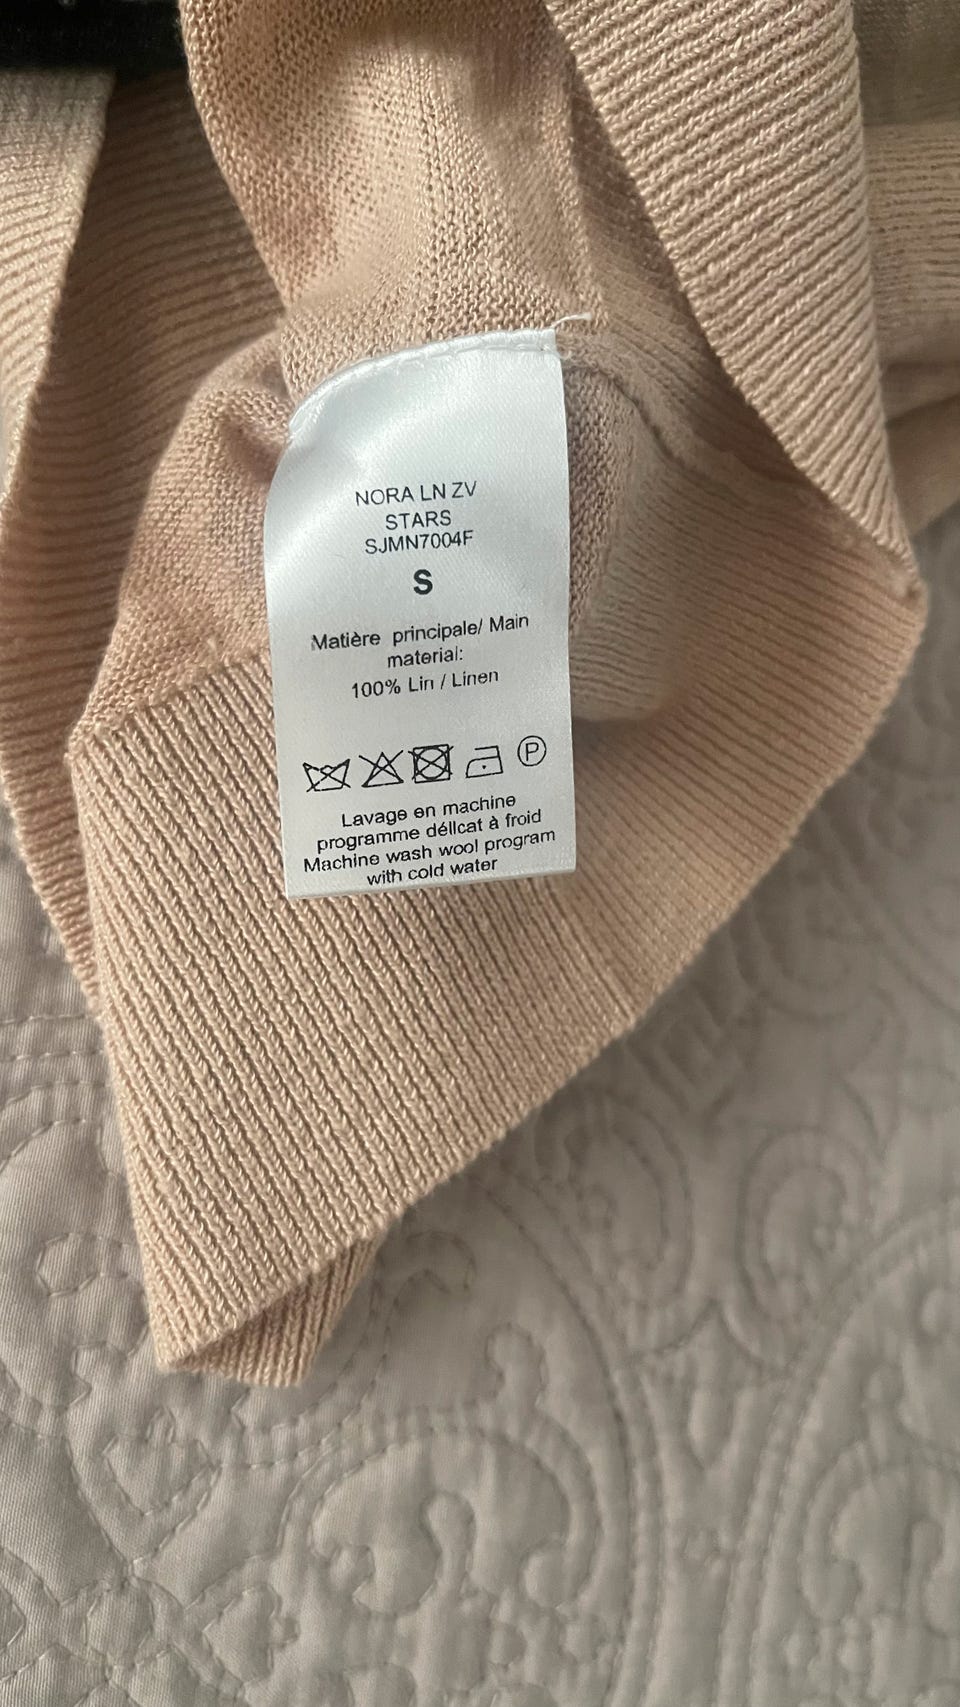 NORA LN ZV
STARS
SJMN7004F
S
Matière principale/ Main
material:
100% Lin / Linen
P
Lavage en machine
programme délicat à froid
Machine wash wool program
with cold water